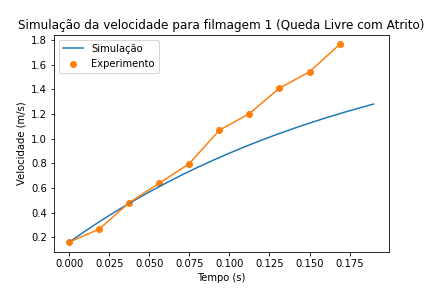 Simulação da velocidade para filmagem 1 (Queda Livre com Atrito)
Simulação
Experimento
Velocidade (m/s)
1.8
1.6
1.4
1.2
1.0
0.8
0.6
0.4
0.2
0.000 0.025 0.050 0.075 0.100 0.125 0.150 0.175
Tempo (s)